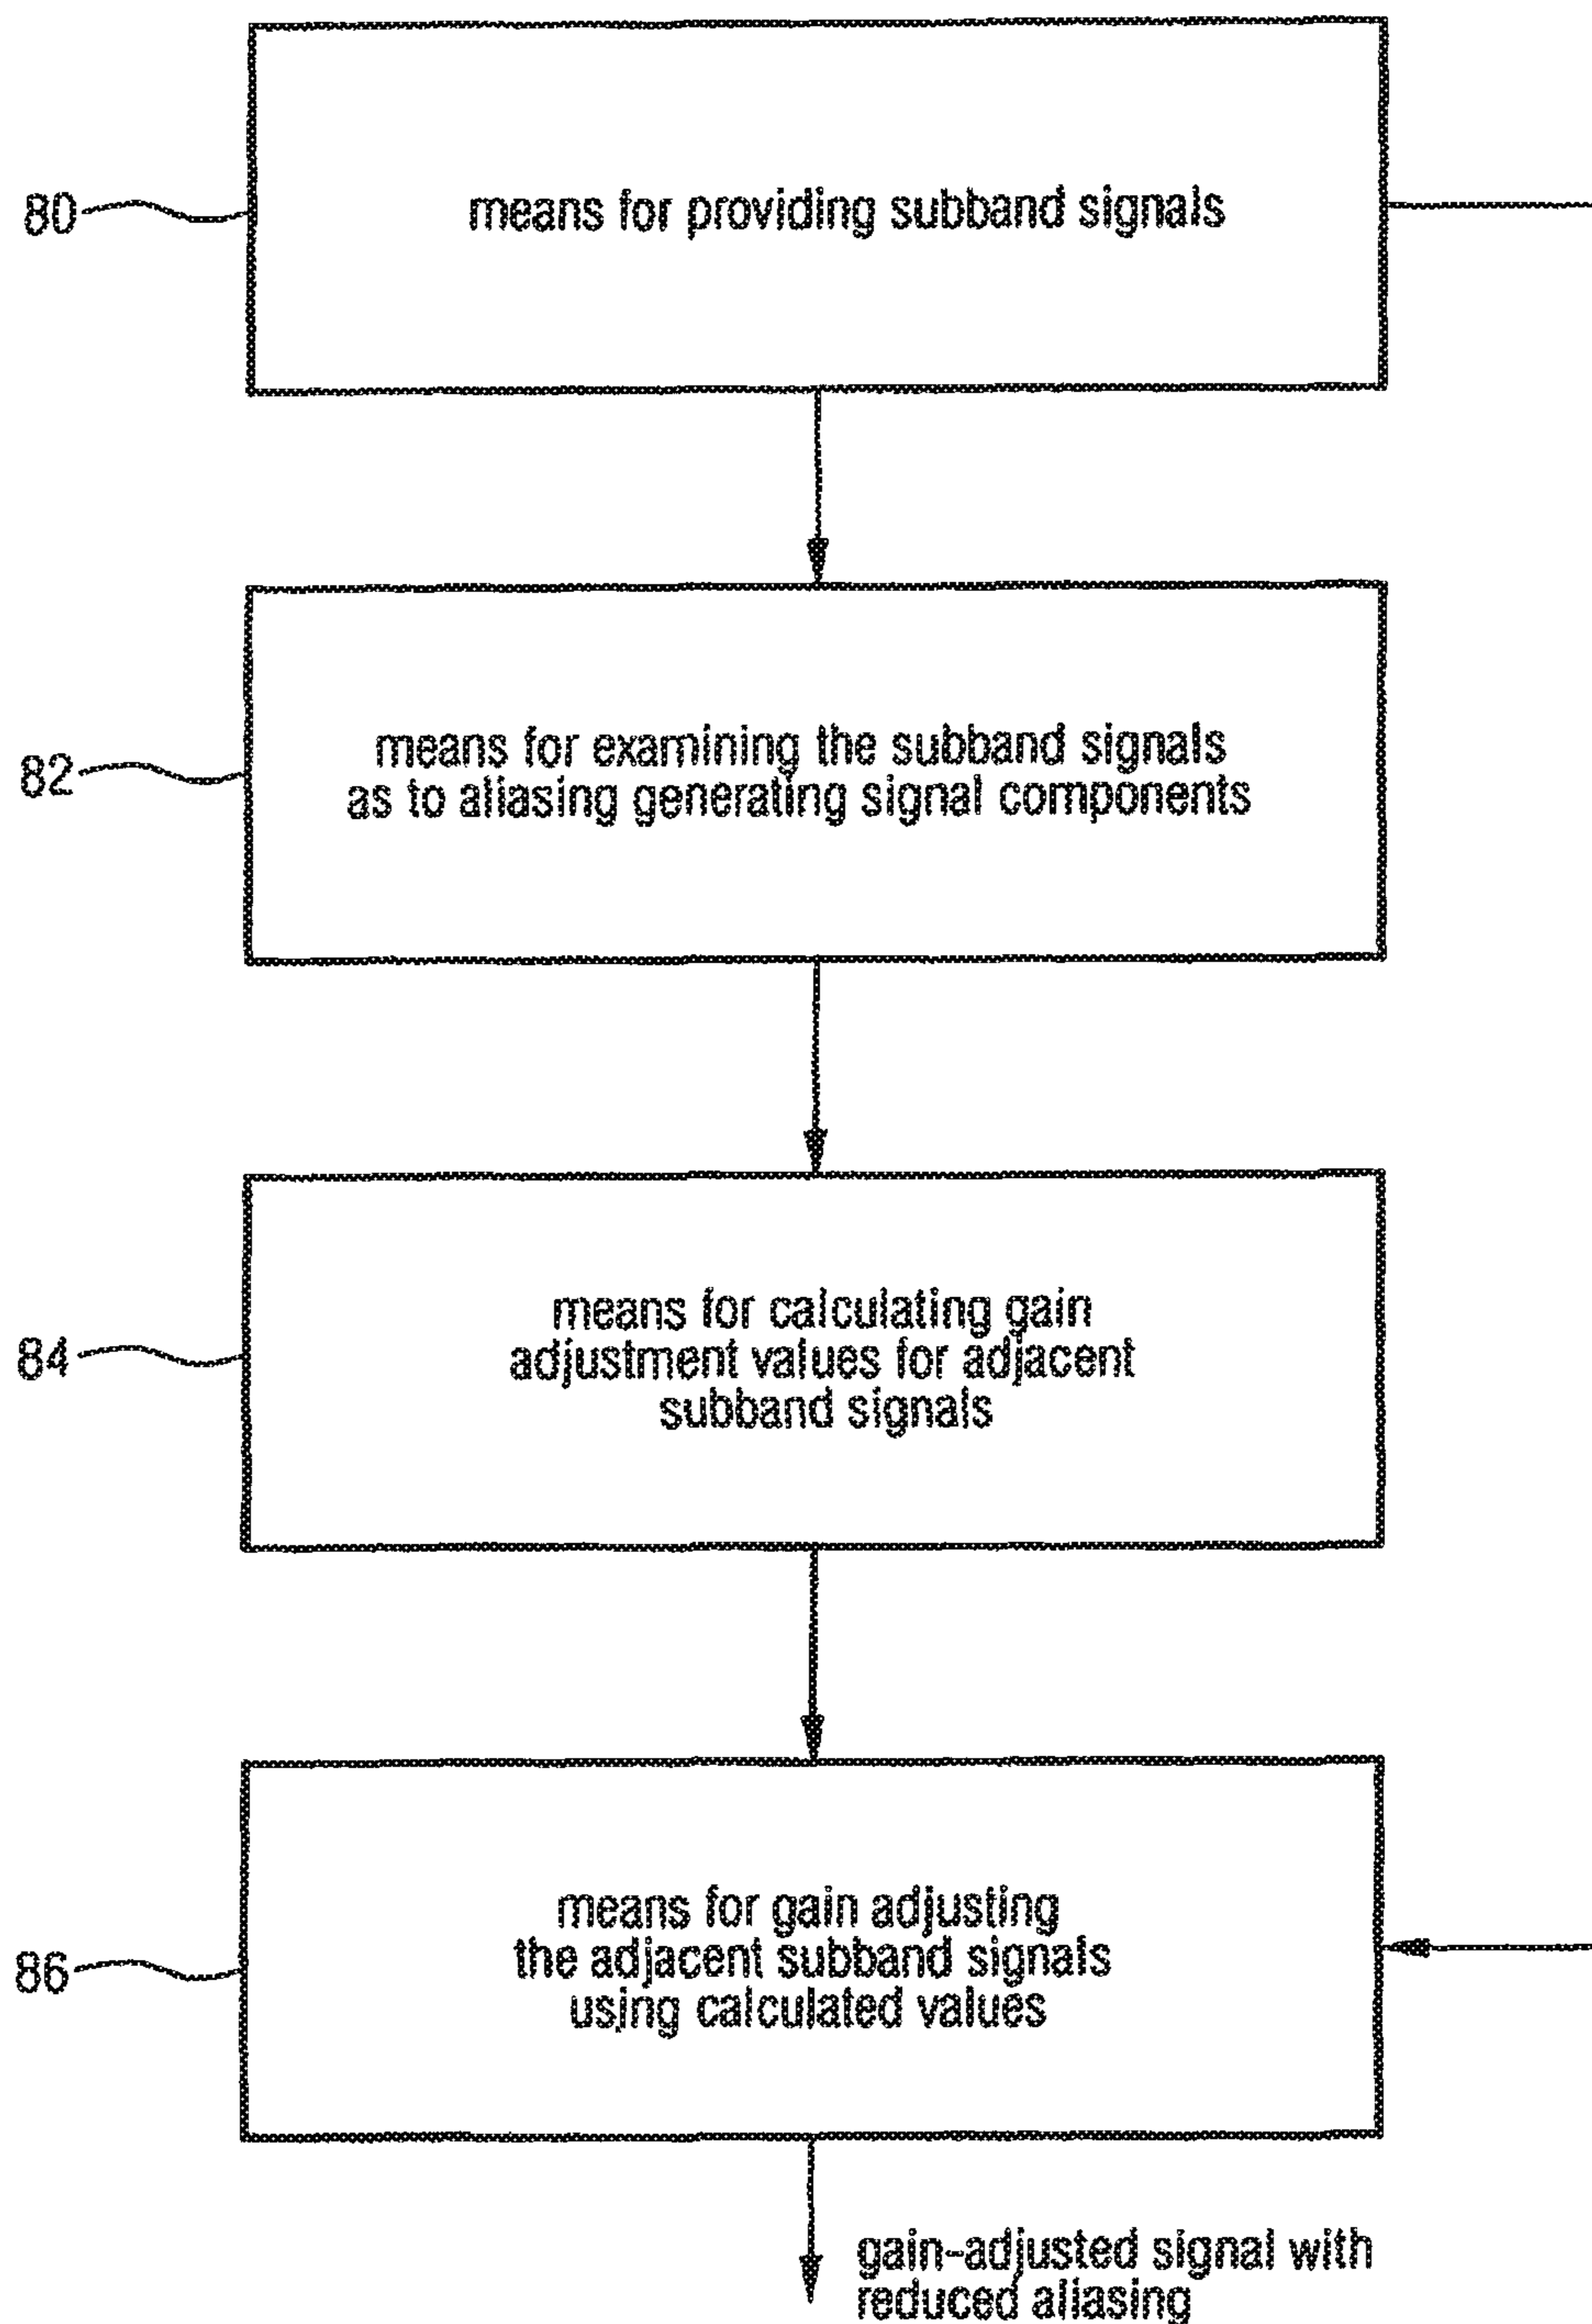 80
means for providing subband signals
82
means for examining the subband signals
as to aliasing generating signal components
84
means for calculating gain
adjustment values for adjacent
subband signals
86
means for gain adjusting
the adjacent subband signals
using calculated values
gain-adjusted signal with
reduced aliasing